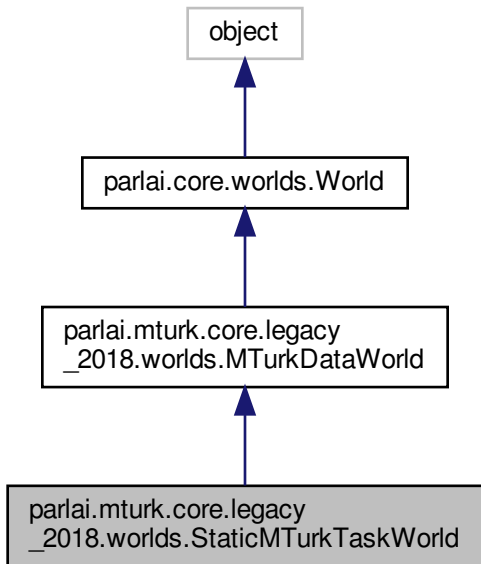 object
parlai.core.worlds.World
parlai.mturk.core.legacy
_2018.worlds.MTurkDataWorld
parlai.mturk.core.legacy
_2018.worlds.StaticMTurkTaskWorld